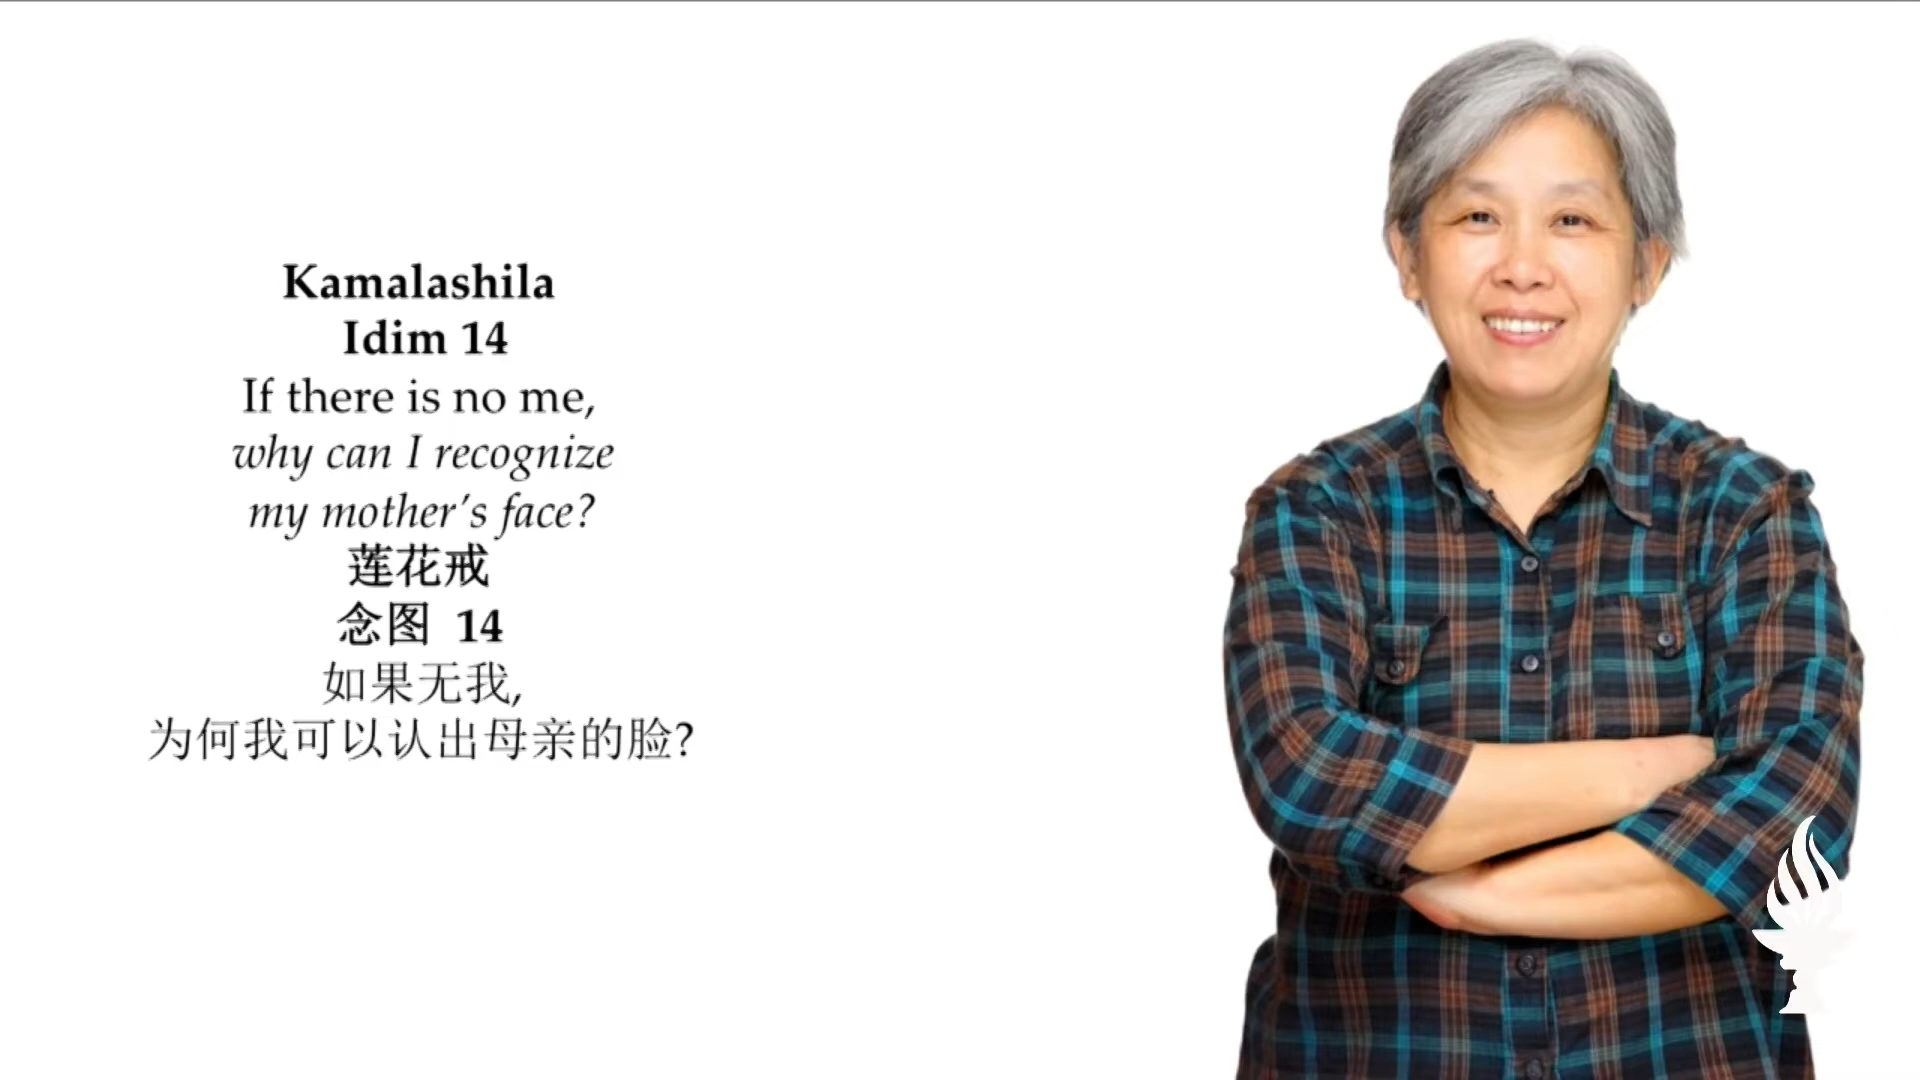 Kamalashila
Idim 14
If there is no me,
why can I recognize
my mother's face?
莲花戒
念图 14
如果无我,
为何我可以认出母亲的脸?